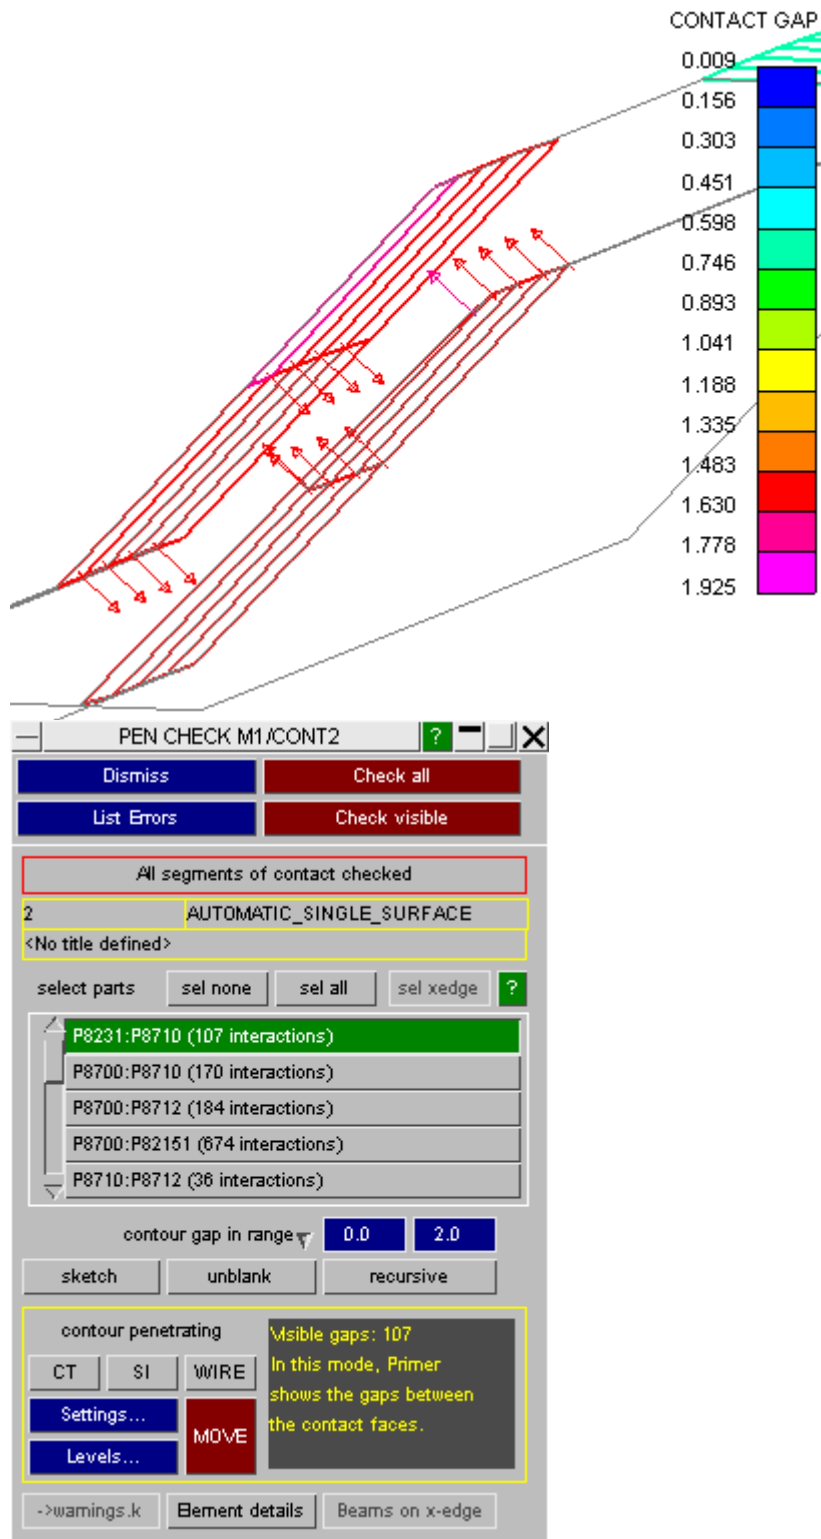 CONTACT GAP
0.009
0.156
0.303
0.451
0.598
0.746
0.893
1.041
1.188
1.335
1.483
1.630
1.778
1.925
PEN CHECK M1/CONT2 ?
Dismiss Check all
List Errors Check visible
All segments of contact checked
2 AUTOMATIC_SINGLE_SURFACE
<No title defined>
select parts sel none sel all sel xedge ?
P8231:P8710 (107 interactions)
P8700:P8710 (170 interactions)
P8700:P8712 (184 interactions)
P8700:P82151 (674 interactions)
P8710:P8712 (36 interactions)
contour gap in range 0.0 2.0
sketch unblank recursive
contour penetrating
CT SI WIRE
Settings...
MOVE
Levels...
Visible gaps: 107
In this mode, Primer
shows the gaps between
the contact faces.
->warnings.k Element details Beams on x-edge